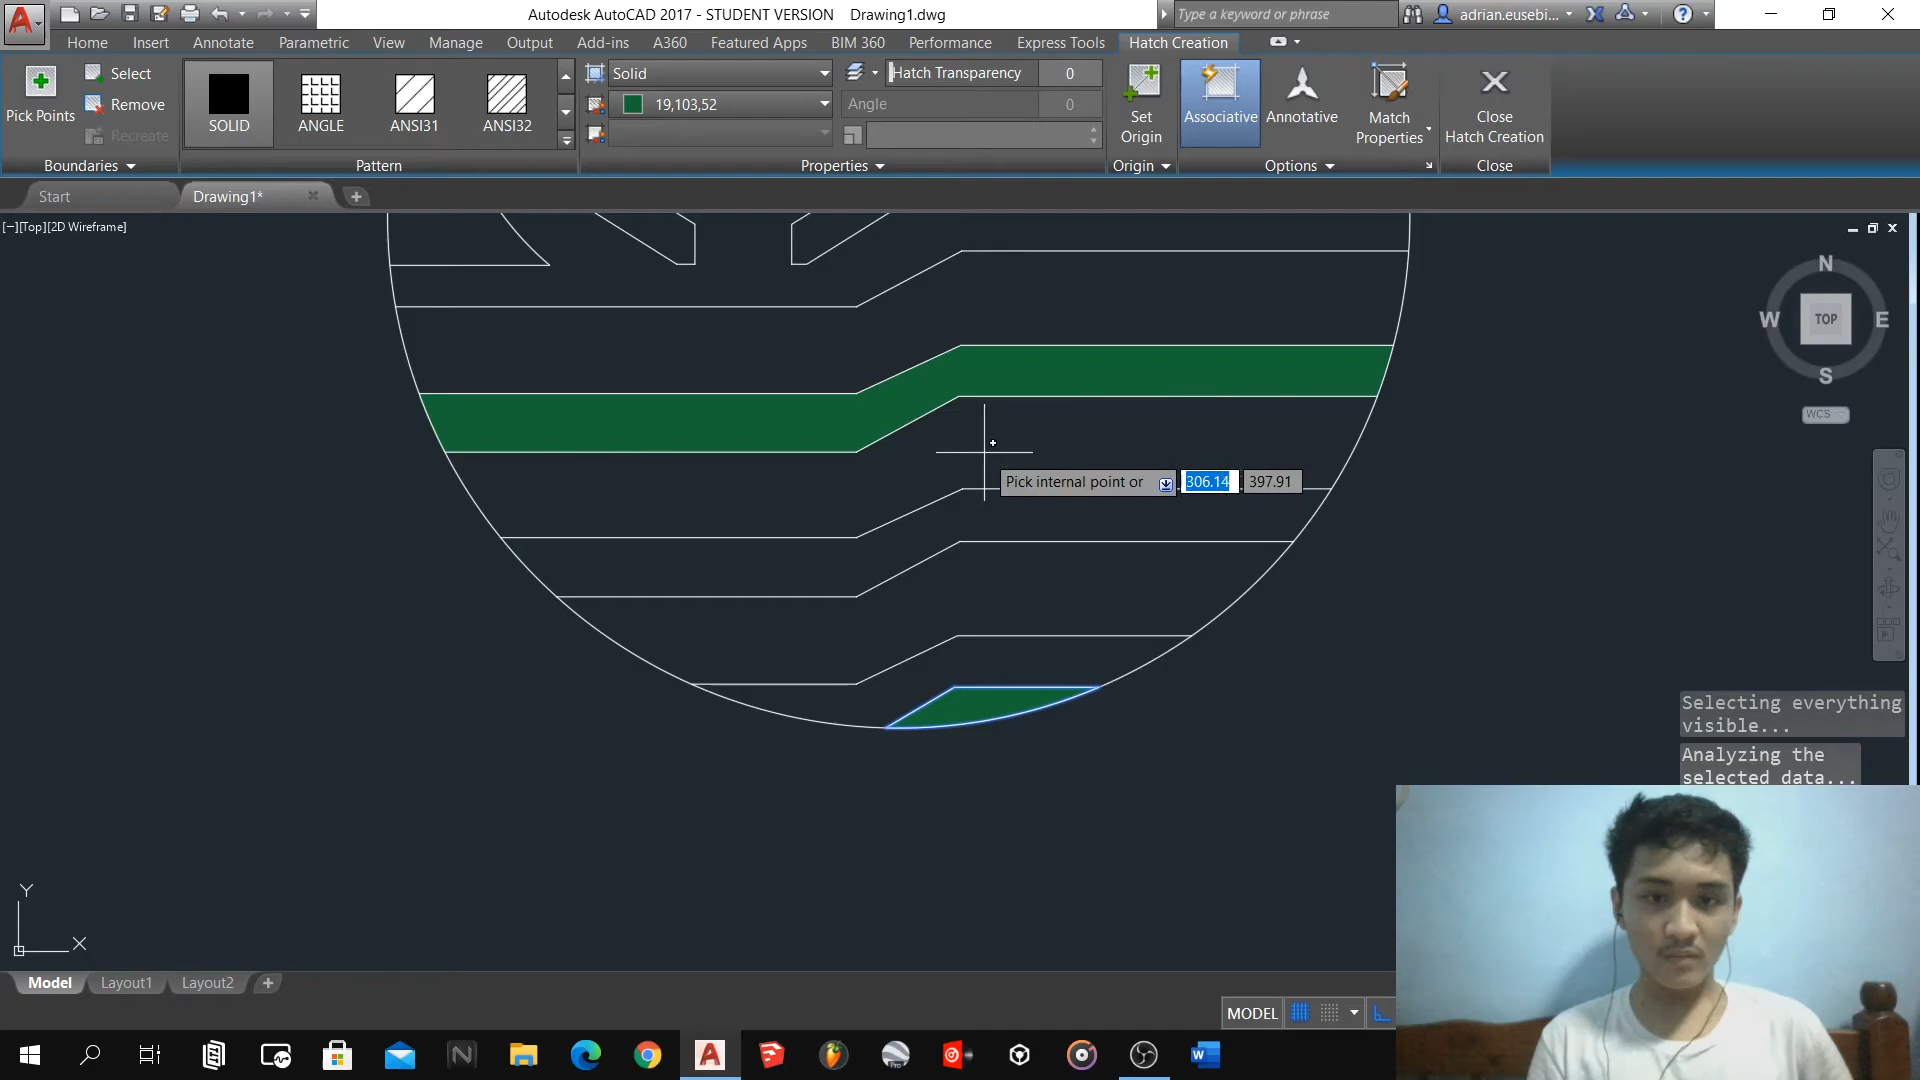 Autodesk AutoCAD 2017 - STUDENT VERSION Drawing1.dwg
Type a keyword or phrase
adrian.eusebi...
Home Insert Annotate Parametric View Manage Output Add-ins A360 Featured Apps BIM 360 Performance Express Tools Hatch Creation
Pick Points
Select
Remove
Recreate
SOLID
ANGLE
ANSI31
ANSI32
Solid
19,103,52
Hatch Transparency 0
Angle 0
Set
Origin
Associative
Annotative
Match
Properties
Close
Hatch Creation
Boundaries Pattern Properties Origin Options Close
Start Drawing1*
[−][Top][2D Wireframe]
N
W TOP E
S
WCS
Pick internal point or 306.14 397.91
Selecting everything
visible...
Analyzing the
selected data...
Y
X
Model Layout1 Layout2
MODEL
Pro